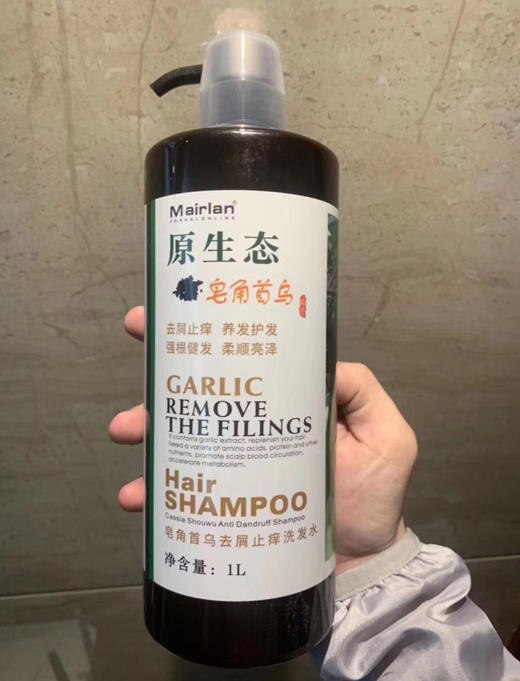 Mairlan®
原生态
皂角首乌
去屑止痒 养发护发
强根健发 柔顺亮泽
GARLIC
REMOVE
THE FILINGS
It contains garlic extract, replenish your hair
Need a variety of amino acids, protein and other
nutrients, promote scalp blood circulation,
accelerate metabolism.
Hair
SHAMPOO
Cassia Shouwu Anti Dandruff Shampoo
皂角首乌去屑止痒洗发水
净含量：1L